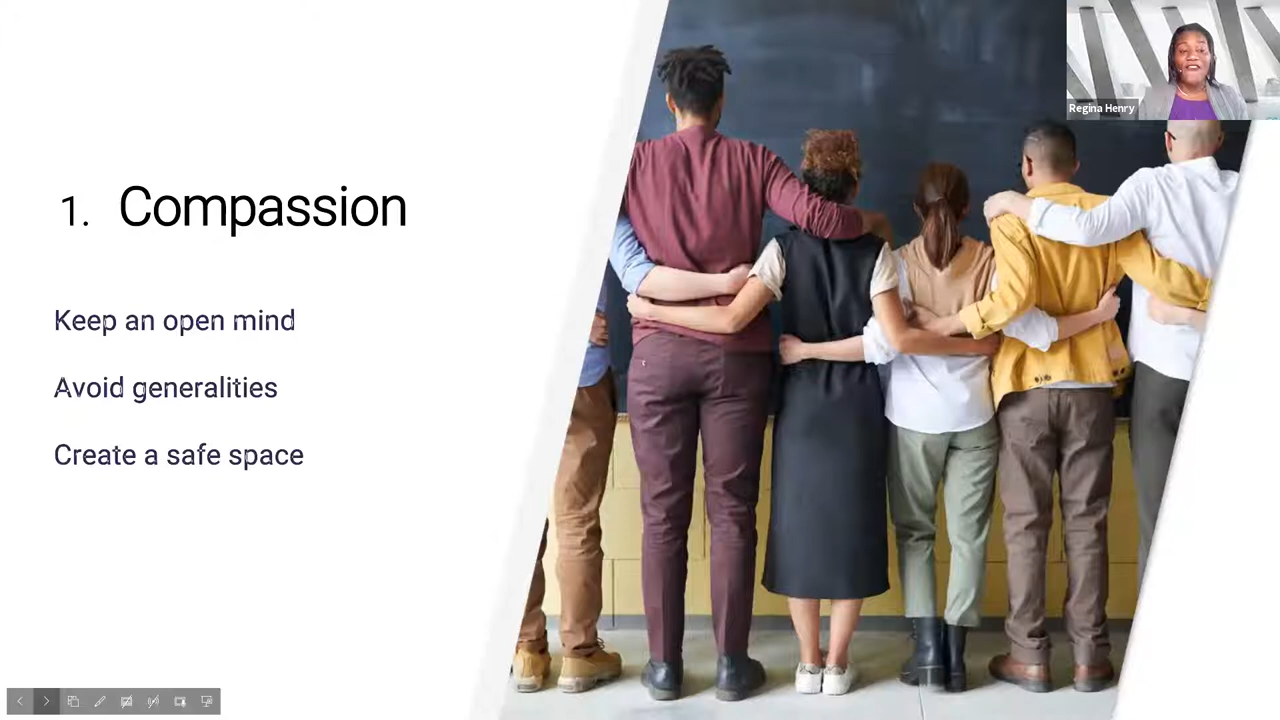 Regina Henry
1. Compassion
Keep an open mind
Avoid generalities
Create a safe space